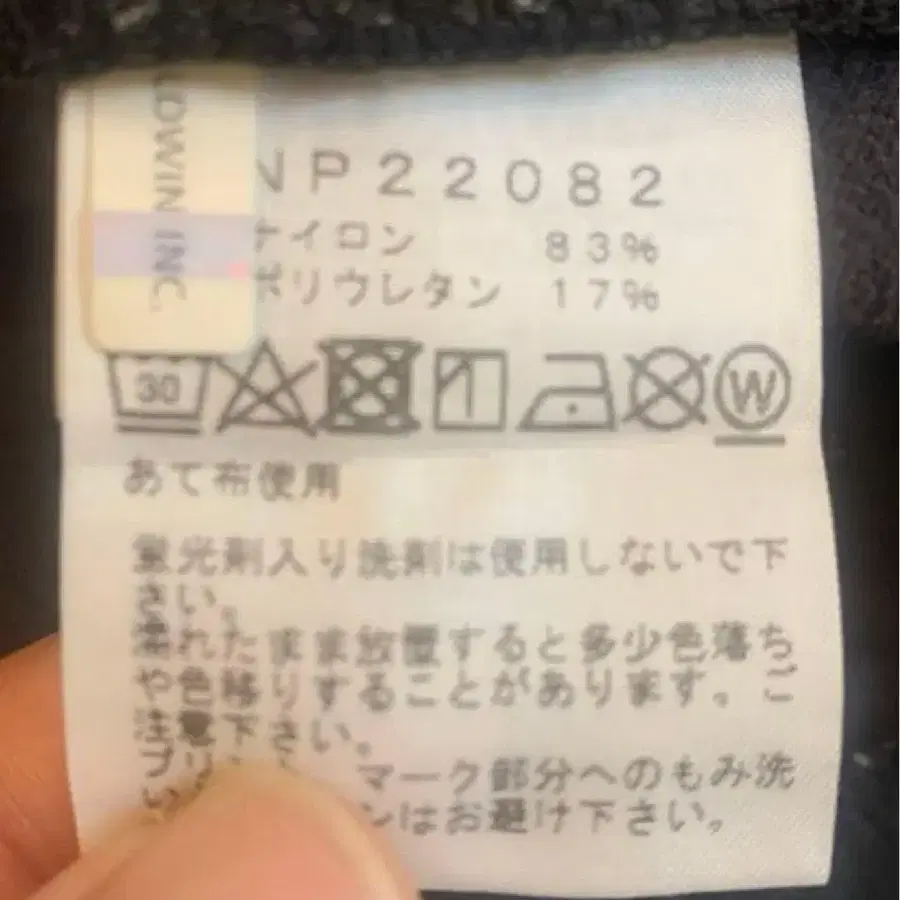 LDWIN INC.
NP22082
ナイロン 83%
ポリウレタン 17%
30
W
あて布使用
蛍光剤入り洗剤は使用しないで下
さい。
濡れたまま放置すると多少色落ち
や色移りすることがあります。ご
注意下さい。
マーク部分へのもみ洗
ンはお避け下さい。